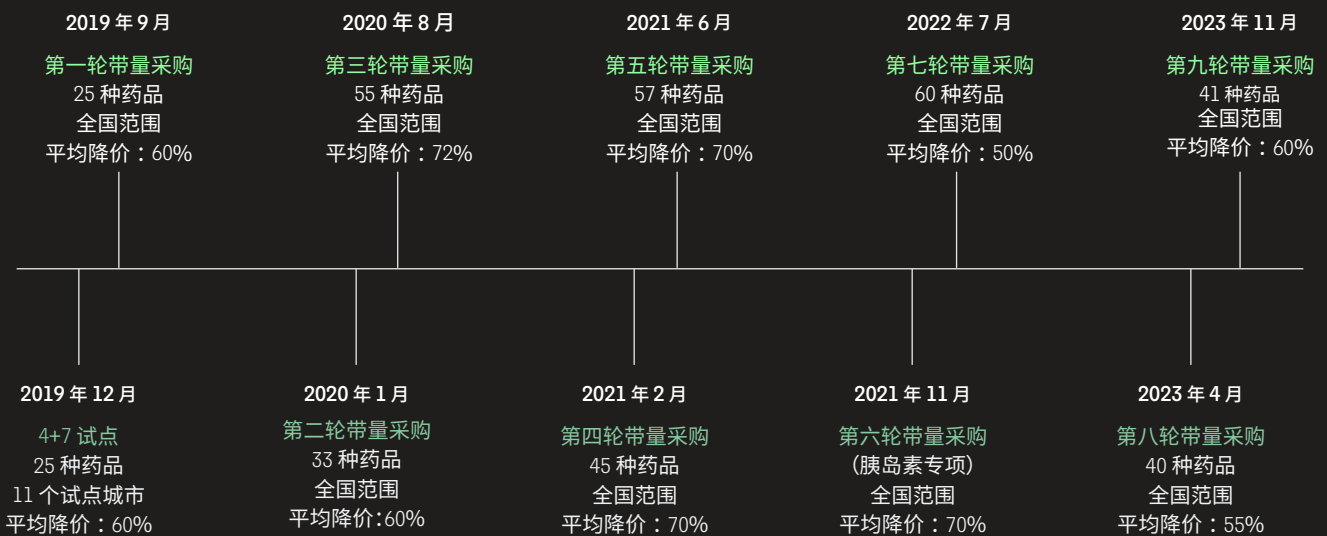 2019 年 9 月
第一轮带量采购
25 种药品
全国范围
平均降价：60%
2020 年 8 月
第三轮带量采购
55 种药品
全国范围
平均降价：72%
2021 年 6 月
第五轮带量采购
57 种药品
全国范围
平均降价：70%
2022 年 7 月
第七轮带量采购
60 种药品
全国范围
平均降价：50%
2023 年 11 月
第九轮带量采购
41 种药品
全国范围
平均降价：60%
2019 年 12 月
4+7 试点
25 种药品
11 个试点城市
平均降价：60%
2020 年 1 月
第二轮带量采购
33 种药品
全国范围
平均降价:60%
2021 年 2 月
第四轮带量采购
45 种药品
全国范围
平均降价：70%
2021 年 11 月
第六轮带量采购
（胰岛素专项）
全国范围
平均降价：70%
2023 年 4 月
第八轮带量采购
40 种药品
全国范围
平均降价：55%